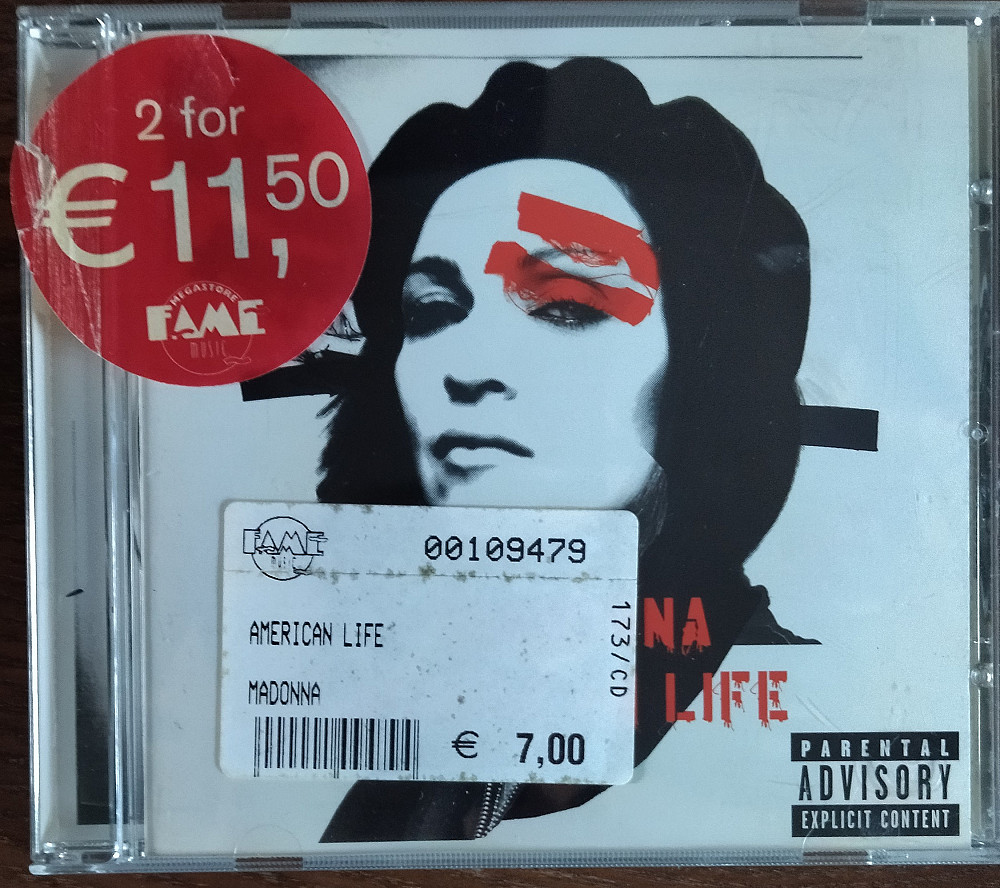 2 for
€11,50
MEGASTORE
FAME
MUSIC
FAME
MUSIC
00109479
AMERICAN LIFE
MADONNA
173/CD
€ 7,00
NA
LIFE
PARENTAL
ADVISORY
EXPLICIT CONTENT